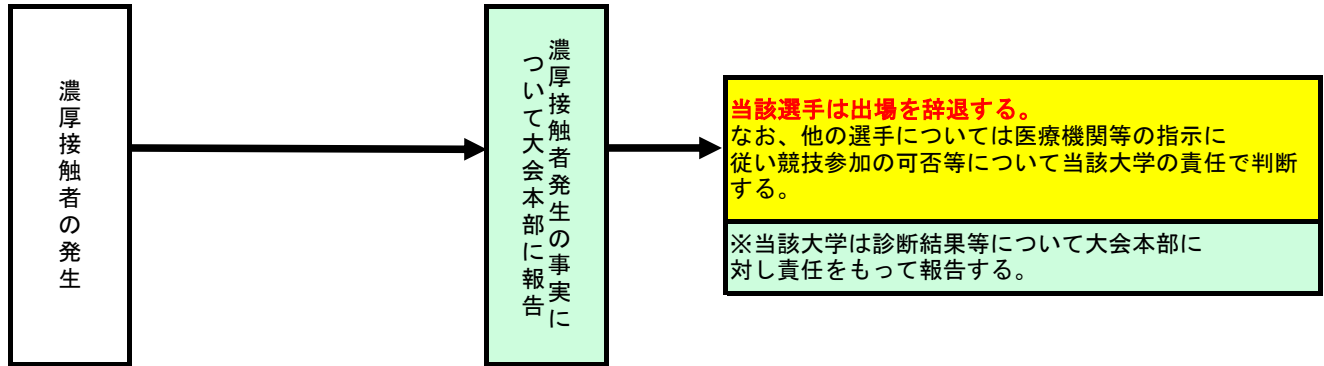 濃厚接触者の発生
濃厚接触者発生の事実に
ついて大会本部に報告
当該選手は出場を辞退する。
なお、他の選手については医療機関等の指示に
従い競技参加の可否等について当該大学の責任で判断
する。
※当該大学は診断結果等について大会本部に
対し責任をもって報告する。